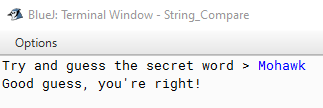 BlueJ: Terminal Window - String_Compare
Options
Try and guess the secret word > Mohawk
Good guess, you're right!